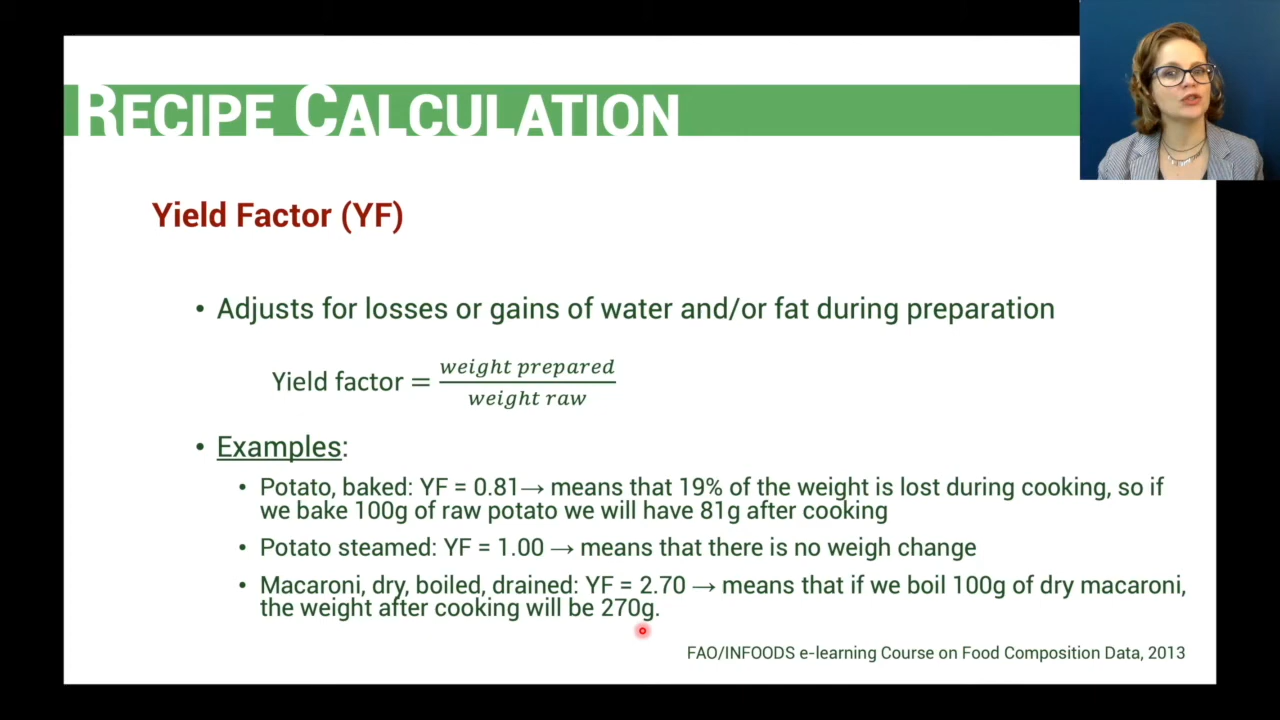 RECIPE CALCULATION
Yield Factor (YF)
• Adjusts for losses or gains of water and/or fat during preparation
Yield factor = weight prepared / weight raw
• Examples:
• Potato, baked: YF = 0.81→ means that 19% of the weight is lost during cooking, so if
we bake 100g of raw potato we will have 81g after cooking
• Potato steamed: YF = 1.00 → means that there is no weigh change
• Macaroni, dry, boiled, drained: YF = 2.70 → means that if we boil 100g of dry macaroni,
the weight after cooking will be 270g.
FAO/INFOODS e-learning Course on Food Composition Data, 2013